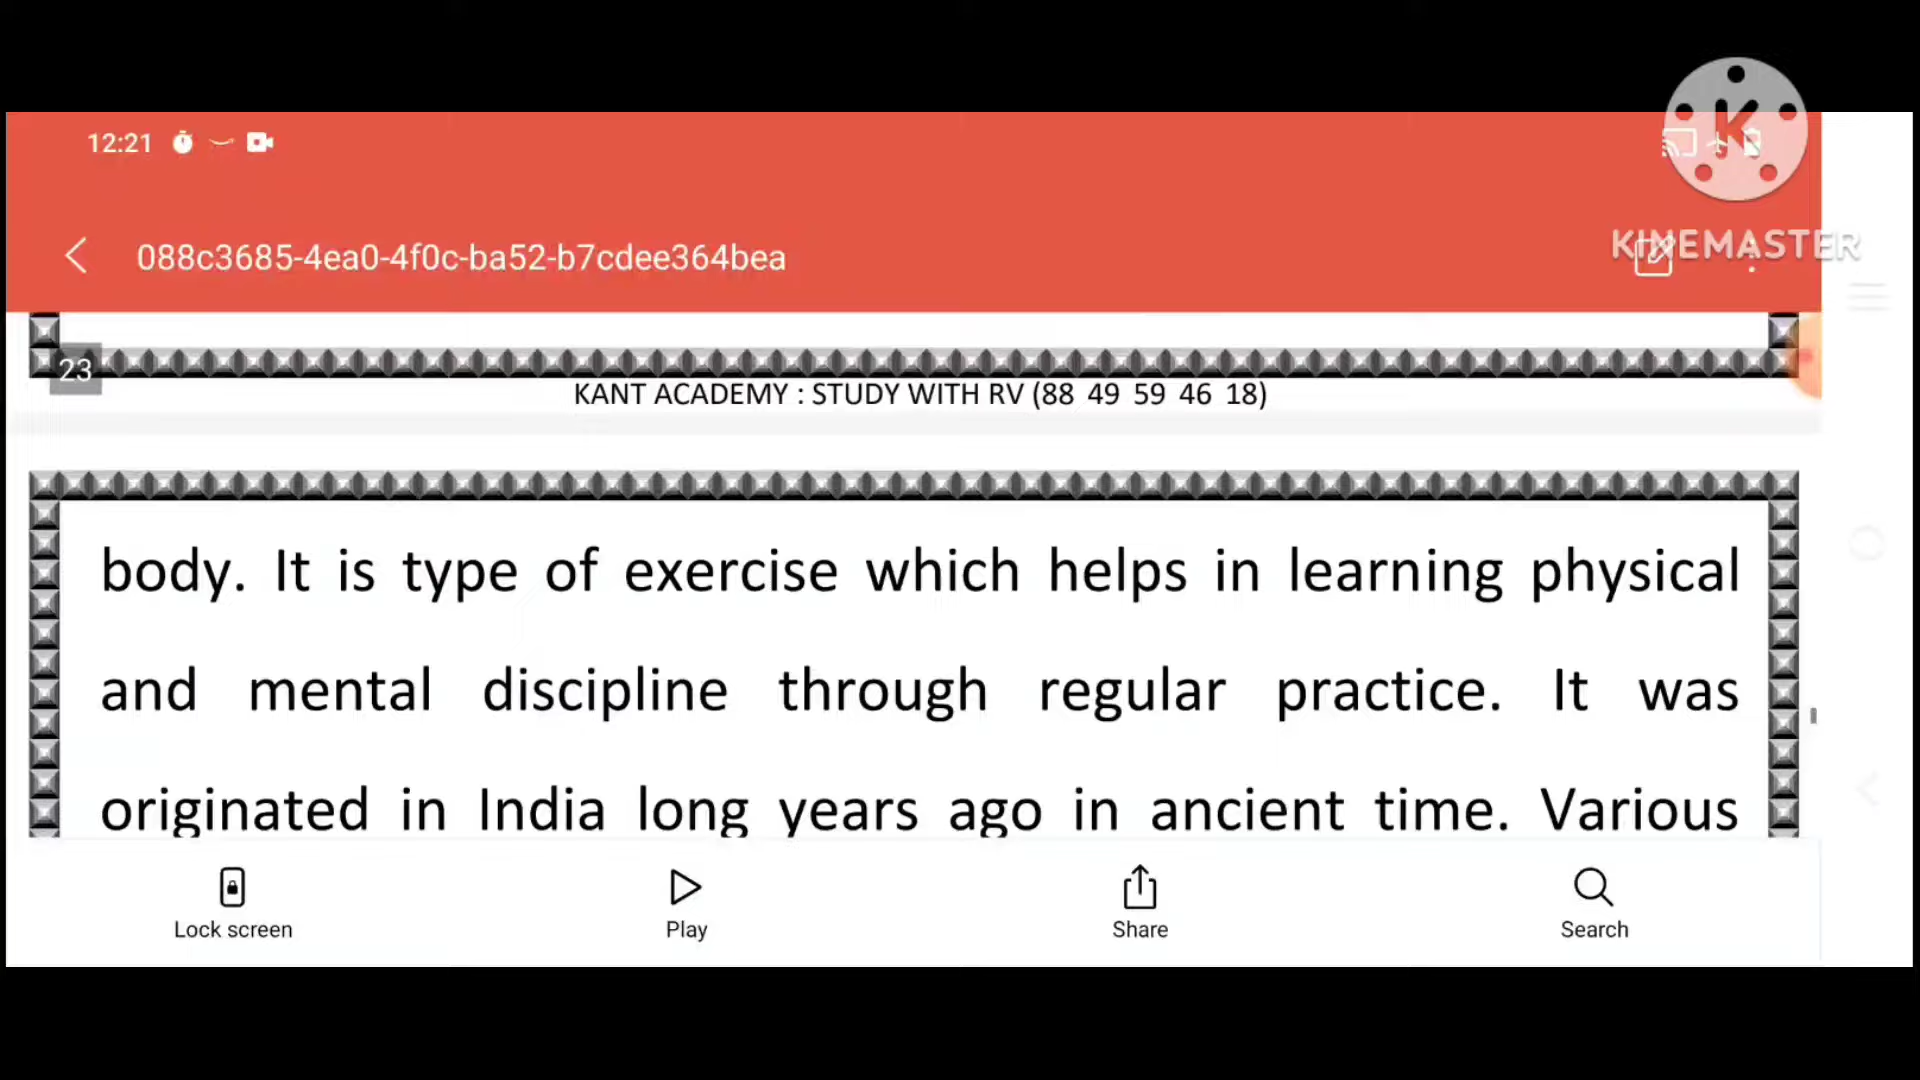 12:21
K
088c3685-4ea0-4f0c-ba52-b7cdee364bea
KINEMASTER
23
KANT ACADEMY : STUDY WITH RV (88 49 59 46 18)
body. It is type of exercise which helps in learning physical
and mental discipline through regular practice. It was
originated in India long years ago in ancient time. Various
Lock screen
Play
Share
Search